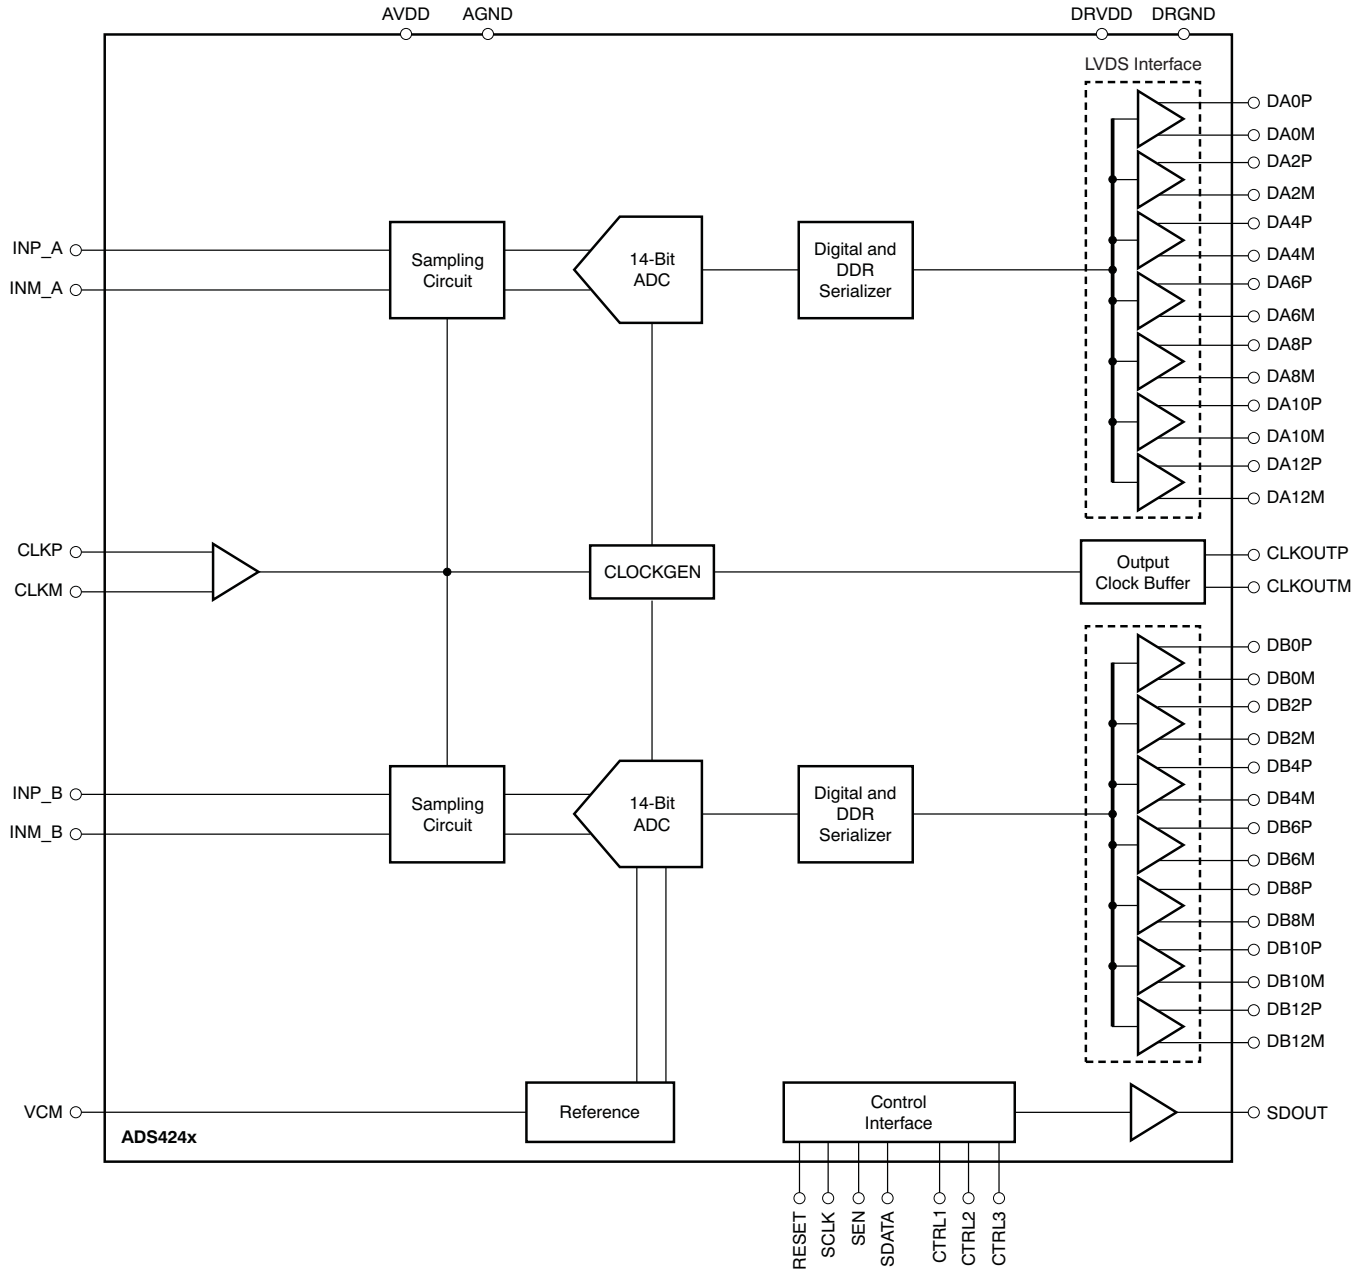 AVDD AGND DRVDD DRGND
LVDS Interface
DA0P
DA0M
DA2P
DA2M
DA4P
DA4M
DA6P
DA6M
DA8P
DA8M
DA10P
DA10M
DA12P
DA12M
INP_A
INM_A
Sampling
Circuit
14-Bit
ADC
Digital and
DDR
Serializer
CLKP
CLKM
CLOCKGEN
Output
Clock Buffer
CLKOUTP
CLKOUTM
DB0P
DB0M
DB2P
DB2M
DB4P
DB4M
DB6P
DB6M
DB8P
DB8M
DB10P
DB10M
DB12P
DB12M
INP_B
INM_B
Sampling
Circuit
14-Bit
ADC
Digital and
DDR
Serializer
VCM
Reference
Control
Interface
SDOUT
ADS424x
RESET
SCLK
SEN
SDATA
CTRL1
CTRL2
CTRL3